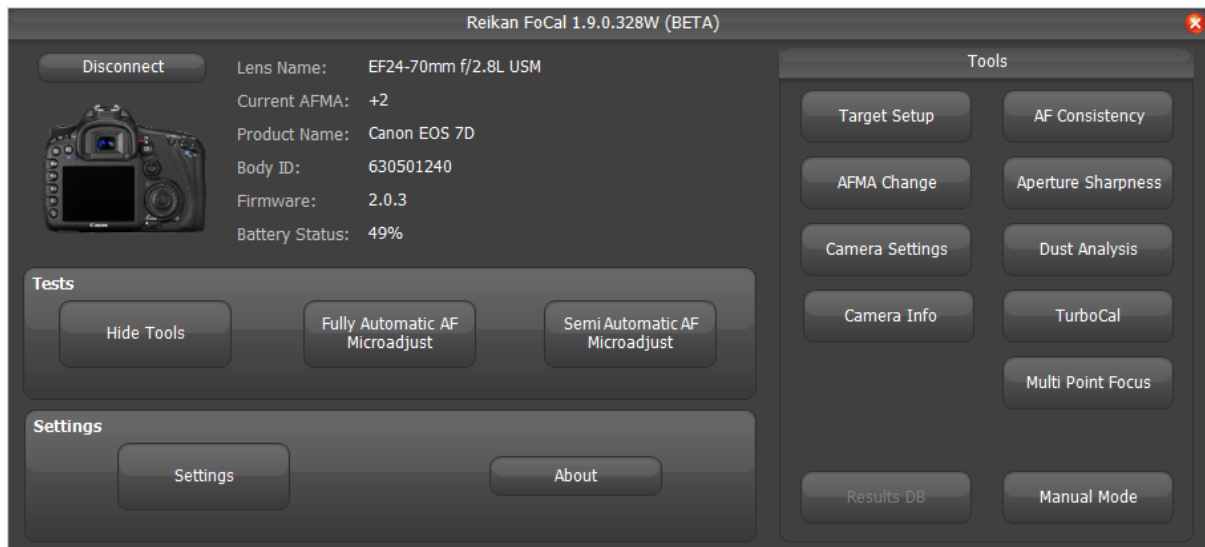 Reikan FoCal 1.9.0.328W (BETA)
Disconnect
Lens Name: EF24-70mm f/2.8L USM
Current AFMA: +2
Product Name: Canon EOS 7D
Body ID: 630501240
Firmware: 2.0.3
Battery Status: 49%
Canon
Tests
Hide Tools
Fully Automatic AF
Microadjust
Semi Automatic AF
Microadjust
Settings
Settings
About
Tools
Target Setup
AF Consistency
AFMA Change
Aperture Sharpness
Camera Settings
Dust Analysis
Camera Info
TurboCal
Multi Point Focus
Results DB
Manual Mode